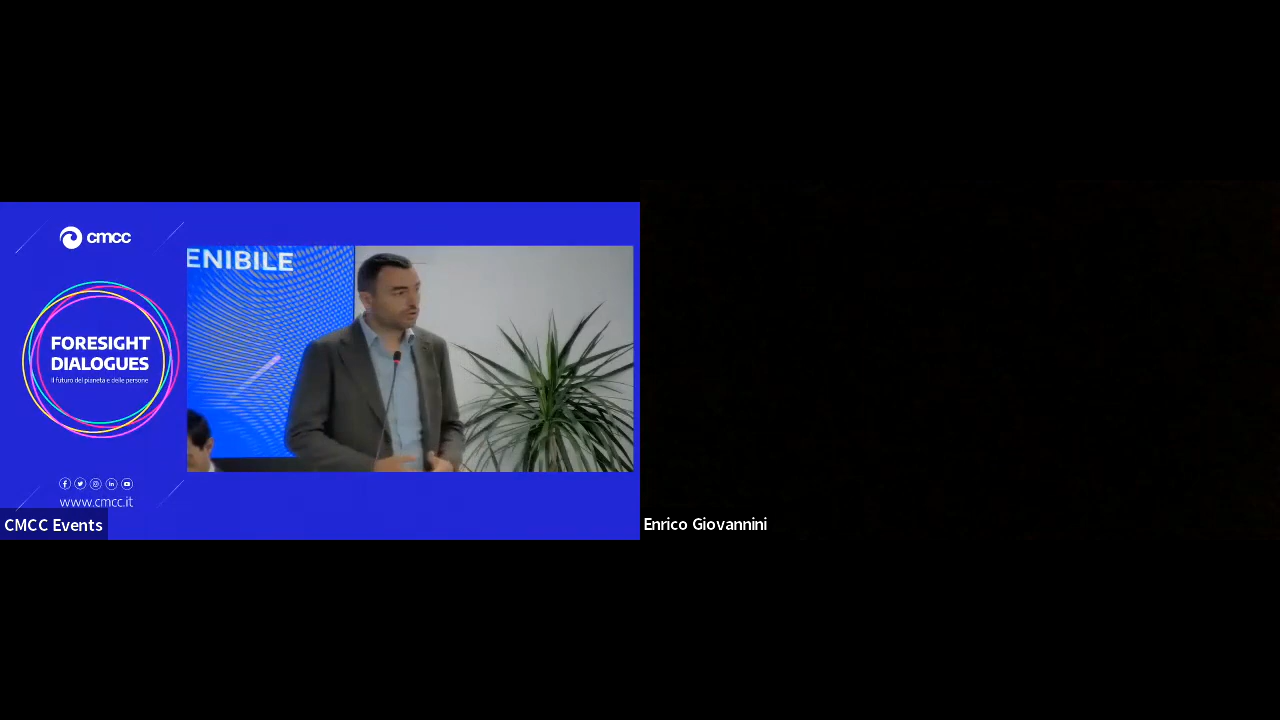 cmcc
FORESIGHT
DIALOGUES
Il futuro del pianeta e delle persone
www.cmcc.it
CMCC Events
ENIBILE
Enrico Giovannini